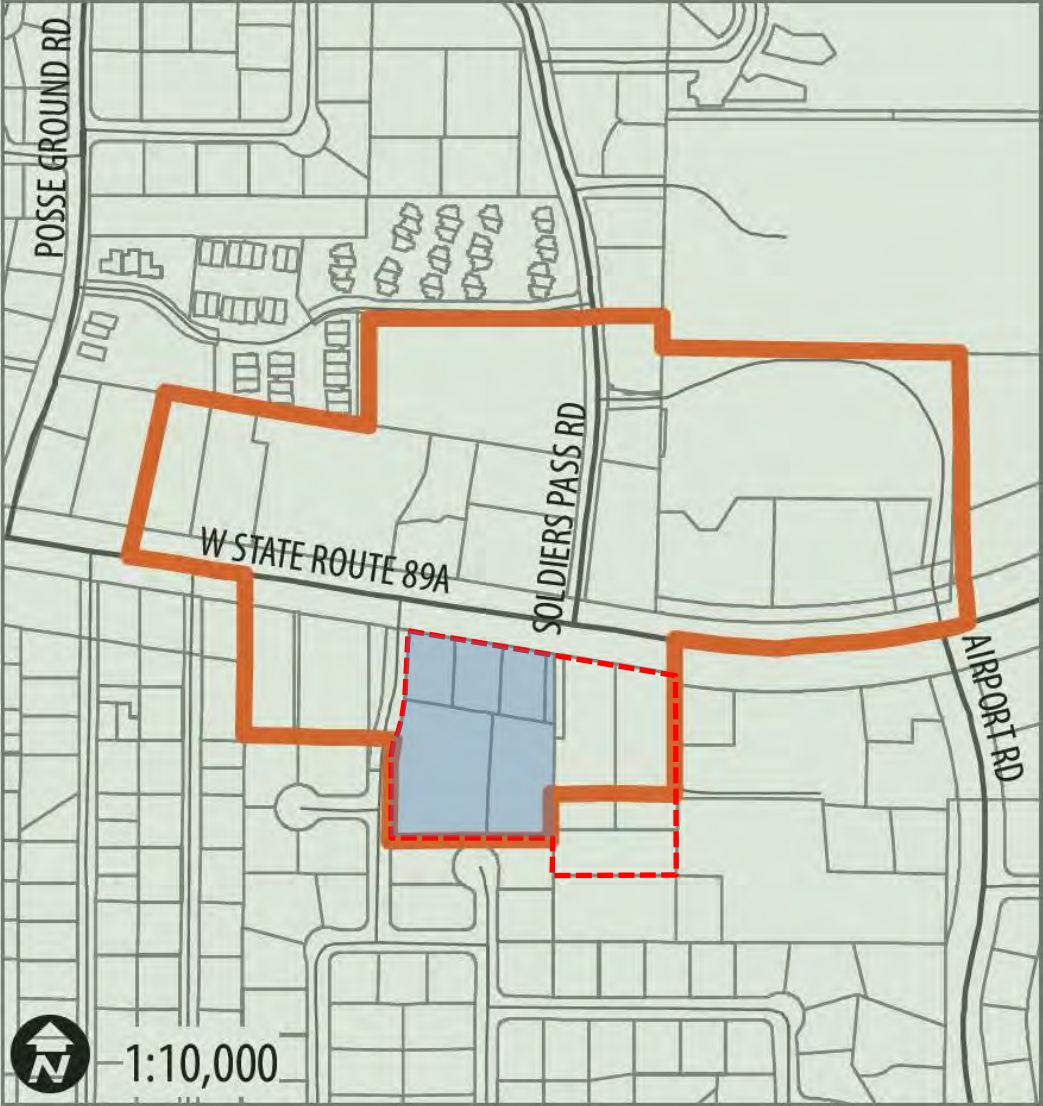 POSSE GROUND RD
W STATE ROUTE 89A
SOLDIERS PASS RD
AIRPORT RD
N
1:10,000